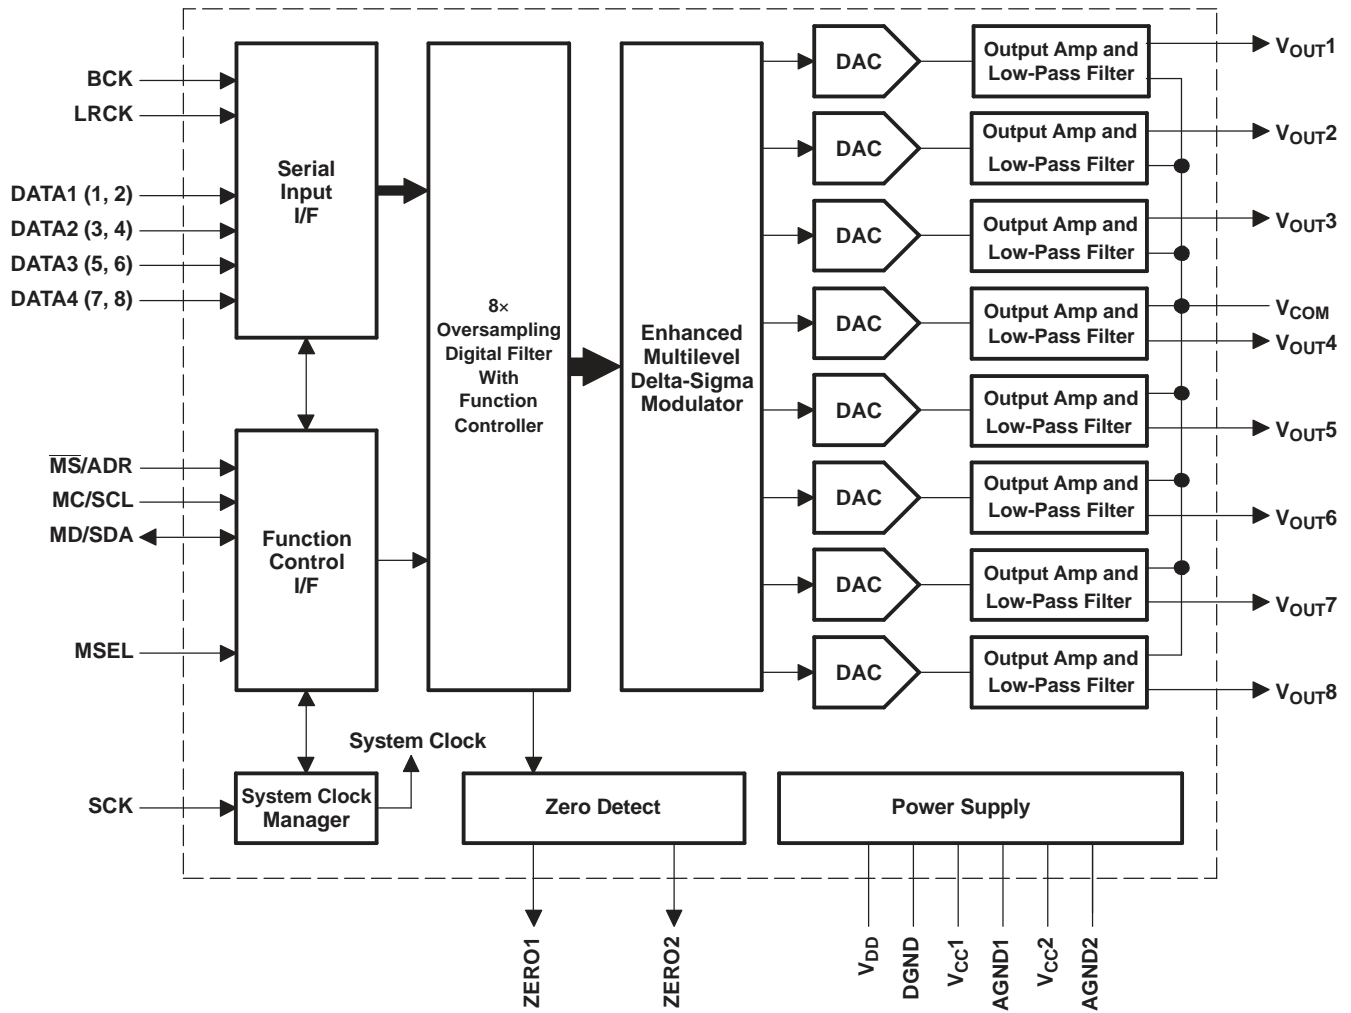 BCK
LRCK
DATA1 (1, 2)
DATA2 (3, 4)
DATA3 (5, 6)
DATA4 (7, 8)
MS/ADR
MC/SCL
MD/SDA
MSEL
SCK
Serial
Input
I/F
Function
Control
I/F
System Clock
Manager
System Clock
8×
Oversampling
Digital Filter
With
Function
Controller
Zero Detect
ZERO1
ZERO2
Enhanced
Multilevel
Delta-Sigma
Modulator
DAC
Output Amp and
Low-Pass Filter
VOUT1
DAC
Output Amp and
Low-Pass Filter
VOUT2
DAC
Output Amp and
Low-Pass Filter
VOUT3
DAC
Output Amp and
Low-Pass Filter
VCOM
VOUT4
DAC
Output Amp and
Low-Pass Filter
VOUT5
DAC
Output Amp and
Low-Pass Filter
VOUT6
DAC
Output Amp and
Low-Pass Filter
VOUT7
DAC
Output Amp and
Low-Pass Filter
VOUT8
Power Supply
VDD
DGND
VCC1
AGND1
VCC2
AGND2